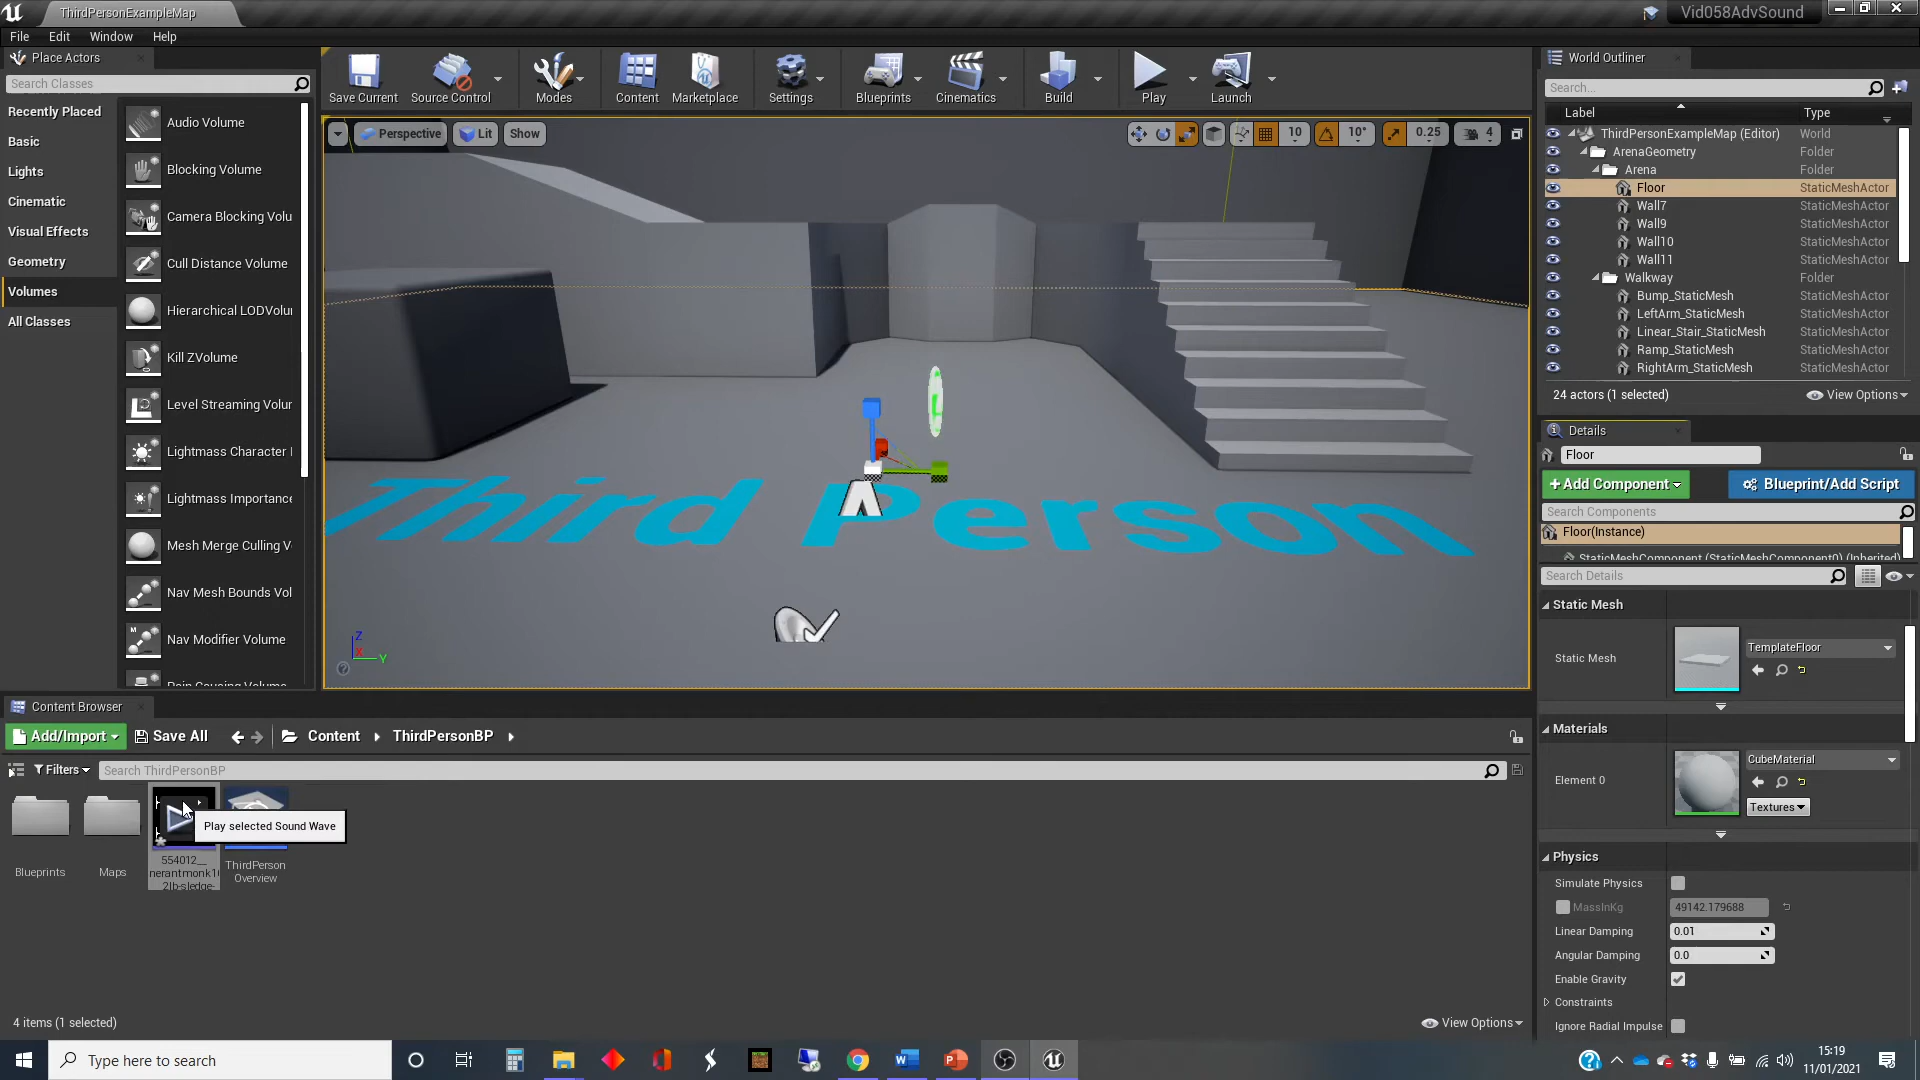 ThirdPersonExampleMap
Vid058AdvSound
File Edit Window Help
Place Actors
Search Classes
Recently Placed
Basic
Lights
Cinematic
Visual Effects
Geometry
Volumes
All Classes
Audio Volume
Blocking Volume
Camera Blocking Volu
Cull Distance Volume
Hierarchical LODVolu
Kill ZVolume
Level Streaming Volu
Lightmass Character
Lightmass Importance
Mesh Merge Culling V
Nav Mesh Bounds Vol
Nav Modifier Volume
Pain Causing Volume
Save Current Source Control Modes Content Marketplace Settings Blueprints Cinematics Build Play Launch
Perspective Lit Show
10 10° 0.25 4
Third Person
Z
X
Y
World Outliner
Search...
Label Type
ThirdPersonExampleMap (Editor) World
ArenaGeometry Folder
Arena Folder
Floor StaticMeshActor
Wall7 StaticMeshActor
Wall9 StaticMeshActor
Wall10 StaticMeshActor
Wall11 StaticMeshActor
Walkway Folder
Bump_StaticMesh StaticMeshActor
LeftArm_StaticMesh StaticMeshActor
Linear_Stair_StaticMesh StaticMeshActor
Ramp_StaticMesh StaticMeshActor
RightArm_StaticMesh StaticMeshActor
24 actors (1 selected) View Options
Details
Floor
+Add Component Blueprint/Add Script
Search Components
Floor(Instance)
StaticMeshComponent (StaticMeshComponent0) (Inherited)
Search Details
Static Mesh
Static Mesh TemplateFloor
Materials
Element 0 CubeMaterial
Textures
Physics
Simulate Physics
MassInKg 49142.179688
Linear Damping 0.01
Angular Damping 0.0
Enable Gravity
Constraints
Ignore Radial Impulse
Content Browser
Add/Import Save All Content ThirdPersonBP
Filters Search ThirdPersonBP
Play selected Sound Wave
Blueprints
Maps
554012__
nerantmonk1
2lb-sledge-
ThirdPerson
Overview
4 items (1 selected) View Options
Type here to search
15:19
11/01/2021